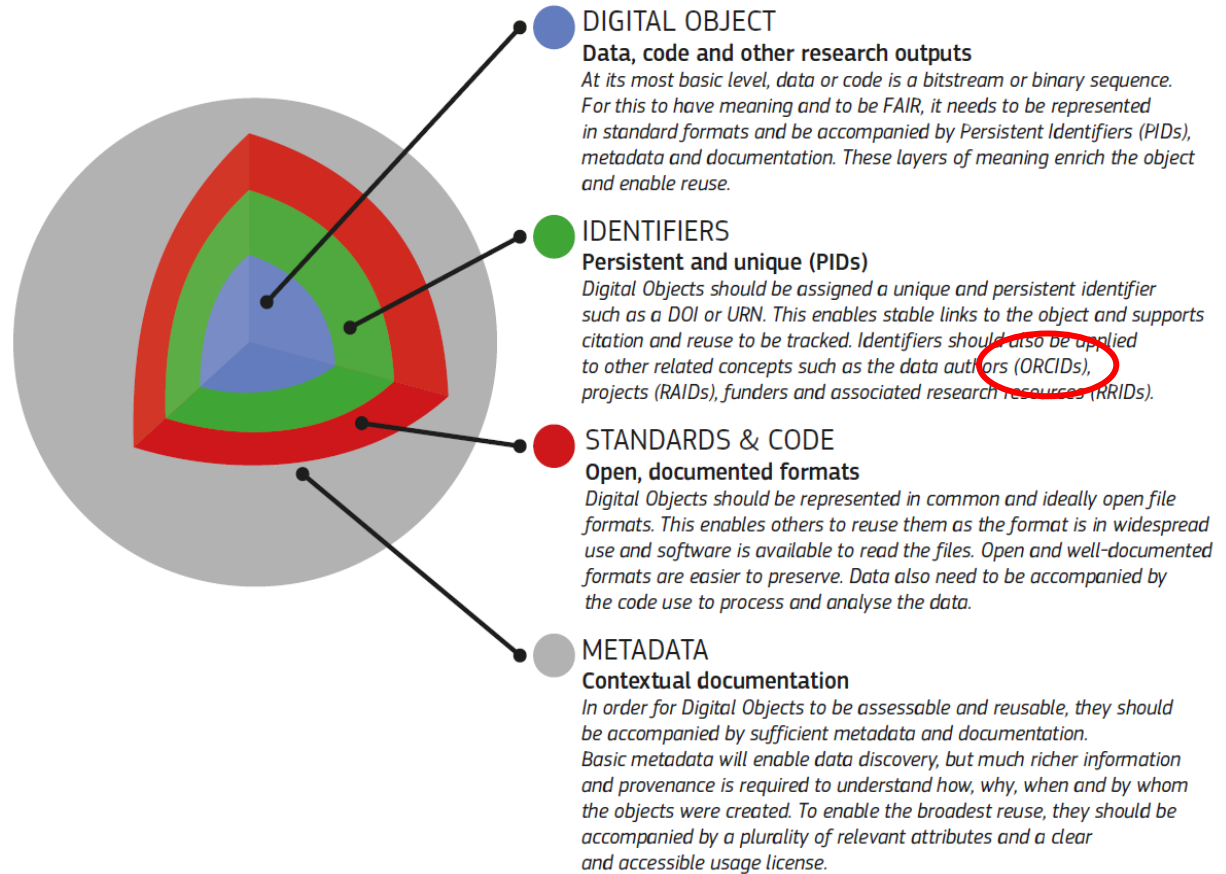 DIGITAL OBJECT
Data, code and other research outputs
At its most basic level, data or code is a bitstream or binary sequence.
For this to have meaning and to be FAIR, it needs to be represented
in standard formats and be accompanied by Persistent Identifiers (PIDs),
metadata and documentation. These layers of meaning enrich the object
and enable reuse.
IDENTIFIERS
Persistent and unique (PIDs)
Digital Objects should be assigned a unique and persistent identifier
such as a DOI or URN. This enables stable links to the object and supports
citation and reuse to be tracked. Identifiers should also be applied
to other related concepts such as the data authors (ORCIDs),
projects (RAIDs), funders and associated research resources (RRIDs).
STANDARDS & CODE
Open, documented formats
Digital Objects should be represented in common and ideally open file
formats. This enables others to reuse them as the format is in widespread
use and software is available to read the files. Open and well-documented
formats are easier to preserve. Data also need to be accompanied by
the code use to process and analyse the data.
METADATA
Contextual documentation
In order for Digital Objects to be assessable and reusable, they should
be accompanied by sufficient metadata and documentation.
Basic metadata will enable data discovery, but much richer information
and provenance is required to understand how, why, when and by whom
the objects were created. To enable the broadest reuse, they should be
accompanied by a plurality of relevant attributes and a clear
and accessible usage license.